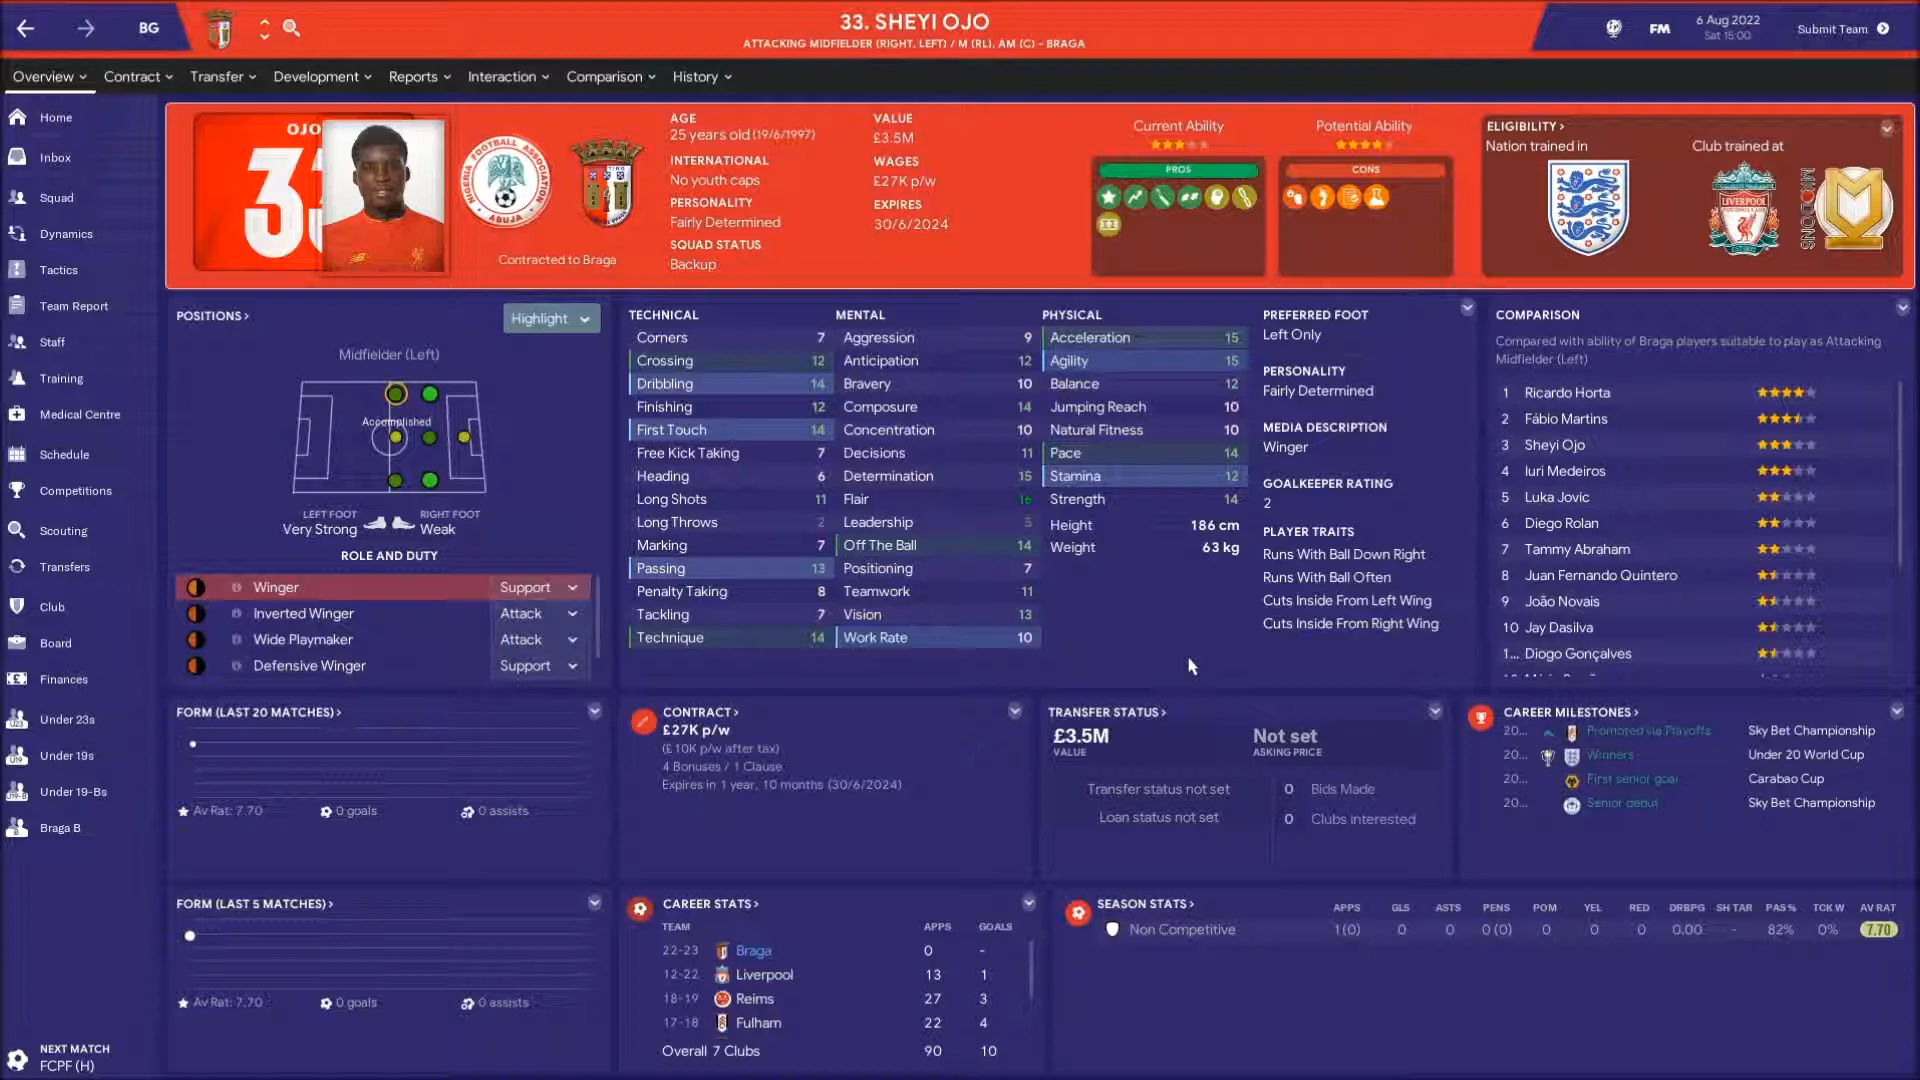 BG
33. SHEYI OJO
ATTACKING MIDFIELDER (RIGHT, LEFT) / M (RL), AM (C) - BRAGA
FM
6 Aug 2022
Sat 15:00
Submit Team
Overview Contract Transfer Development Reports Interaction Comparison History
Home
Inbox
Squad
Dynamics
Tactics
Team Report
Staff
Training
Medical Centre
Schedule
Competitions
Scouting
Transfers
Club
Board
Finances
Under 23s
Under 19s
Under 19-Bs
Braga B
NEXT MATCH
FCPF (H)
OJO
33
NIGERIA FOOTBALL ASSOCIATION
ABUJA
Contracted to Braga
AGE
25 years old (19/6/1997)
INTERNATIONAL
No youth caps
PERSONALITY
Fairly Determined
SQUAD STATUS
Backup
VALUE
£3.5M
WAGES
£27K p/w
EXPIRES
30/6/2024
Current Ability
PROS
Potential Ability
CONS
ELIGIBILITY >
Nation trained in
Club trained at
LIVERPOOL
MK DONS
POSITIONS >
Highlight
Midfielder (Left)
Accomplished
LEFT FOOT
Very Strong
RIGHT FOOT
Weak
ROLE AND DUTY
Winger Support
Inverted Winger Attack
Wide Playmaker Attack
Defensive Winger Support
TECHNICAL
Corners 7
Crossing 12
Dribbling 14
Finishing 12
First Touch 14
Free Kick Taking 7
Heading 6
Long Shots 11
Long Throws 2
Marking 7
Passing 13
Penalty Taking 8
Tackling 7
Technique 14
MENTAL
Aggression 9
Anticipation 12
Bravery 10
Composure 14
Concentration 10
Decisions 11
Determination 15
Flair 16
Leadership 5
Off The Ball 14
Positioning 7
Teamwork 11
Vision 13
Work Rate 10
PHYSICAL
Acceleration 15
Agility 15
Balance 12
Jumping Reach 10
Natural Fitness 10
Pace 14
Stamina 12
Strength 14
Height 186 cm
Weight 63 kg
PREFERRED FOOT
Left Only
PERSONALITY
Fairly Determined
MEDIA DESCRIPTION
Winger
GOALKEEPER RATING
2
PLAYER TRAITS
Runs With Ball Down Right
Runs With Ball Often
Cuts Inside From Left Wing
Cuts Inside From Right Wing
COMPARISON
Compared with ability of Braga players suitable to play as Attacking
Midfielder (Left)
1 Ricardo Horta
2 Fábio Martins
3 Sheyi Ojo
4 Iuri Medeiros
5 Luka Jovic
6 Diego Rolan
7 Tammy Abraham
8 Juan Fernando Quintero
9 João Novais
10 Jay Dasilva
1... Diogo Gonçalves
FORM (LAST 20 MATCHES) >
Av Rat: 7.70 0 goals 0 assists
CONTRACT >
£27K p/w
(£10K p/w after tax)
4 Bonuses / 1 Clause
Expires in 1 year, 10 months (30/6/2024)
TRANSFER STATUS >
£3.5M
VALUE
Not set
ASKING PRICE
Transfer status not set
Loan status not set
0 Bids Made
0 Clubs interested
CAREER MILESTONES >
20... Promoted via Playoffs Sky Bet Championship
20... Winners Under 20 World Cup
20... First senior goal Carabao Cup
20... Senior debut Sky Bet Championship
FORM (LAST 5 MATCHES) >
Av Rat: 7.70 0 goals 0 assists
CAREER STATS >
TEAM APPS GOALS
22-23 Braga 0 -
12-22 Liverpool 13 1
18-19 Reims 27 3
17-18 Fulham 22 4
Overall 7 Clubs 90 10
SEASON STATS >
APPS GLS ASTS PENS POM YEL RED DRBPG SH TAR PAS% TCK W AV RAT
Non Competitive 1(0) 0 0 0 (0) 0 0 0 0.00 - 82% 0% 7.70